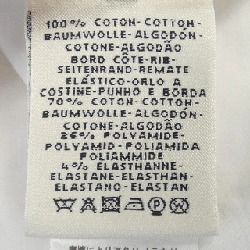 100% COTON-COTTON-
BAUMWOLLE-ALGODÓN-
COTONE-ALGODÃO
BORD CÔTE-RIB-
SEITENRAND-REMATE
ELÁSTICO-ORLO A
COSTINE-PUNHO E BORDA
70% COTON-COTTON-
BAUMWOLLE-ALGODÓN-
COTONE-ALGODÃO
26% POLYAMIDE-
POLYAMID-POLIAMIDA
POLIAMMIDE
4% ELASTHANNE-
ELASTHAN-ELASTANE-
ELASTANO-ELASTAN